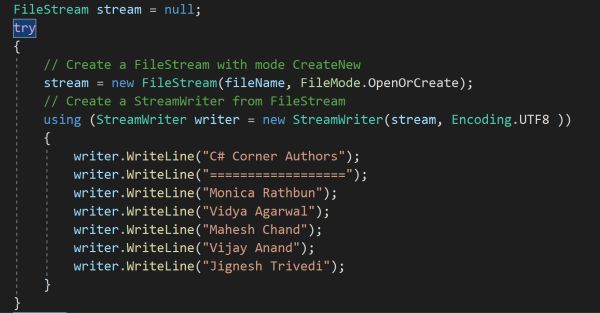 FileStream stream = null;
try
{
// Create a FileStream with mode CreateNew
stream = new FileStream(fileName, FileMode.OpenOrCreate);
// Create a StreamWriter from FileStream
using (StreamWriter writer = new StreamWriter(stream, Encoding.UTF8 ))
{
writer.WriteLine("C# Corner Authors");
writer.WriteLine("==================");
writer.WriteLine("Monica Rathbun");
writer.WriteLine("Vidya Agarwal");
writer.WriteLine("Mahesh Chand");
writer.WriteLine("Vijay Anand");
writer.WriteLine("Jignesh Trivedi");
}
}